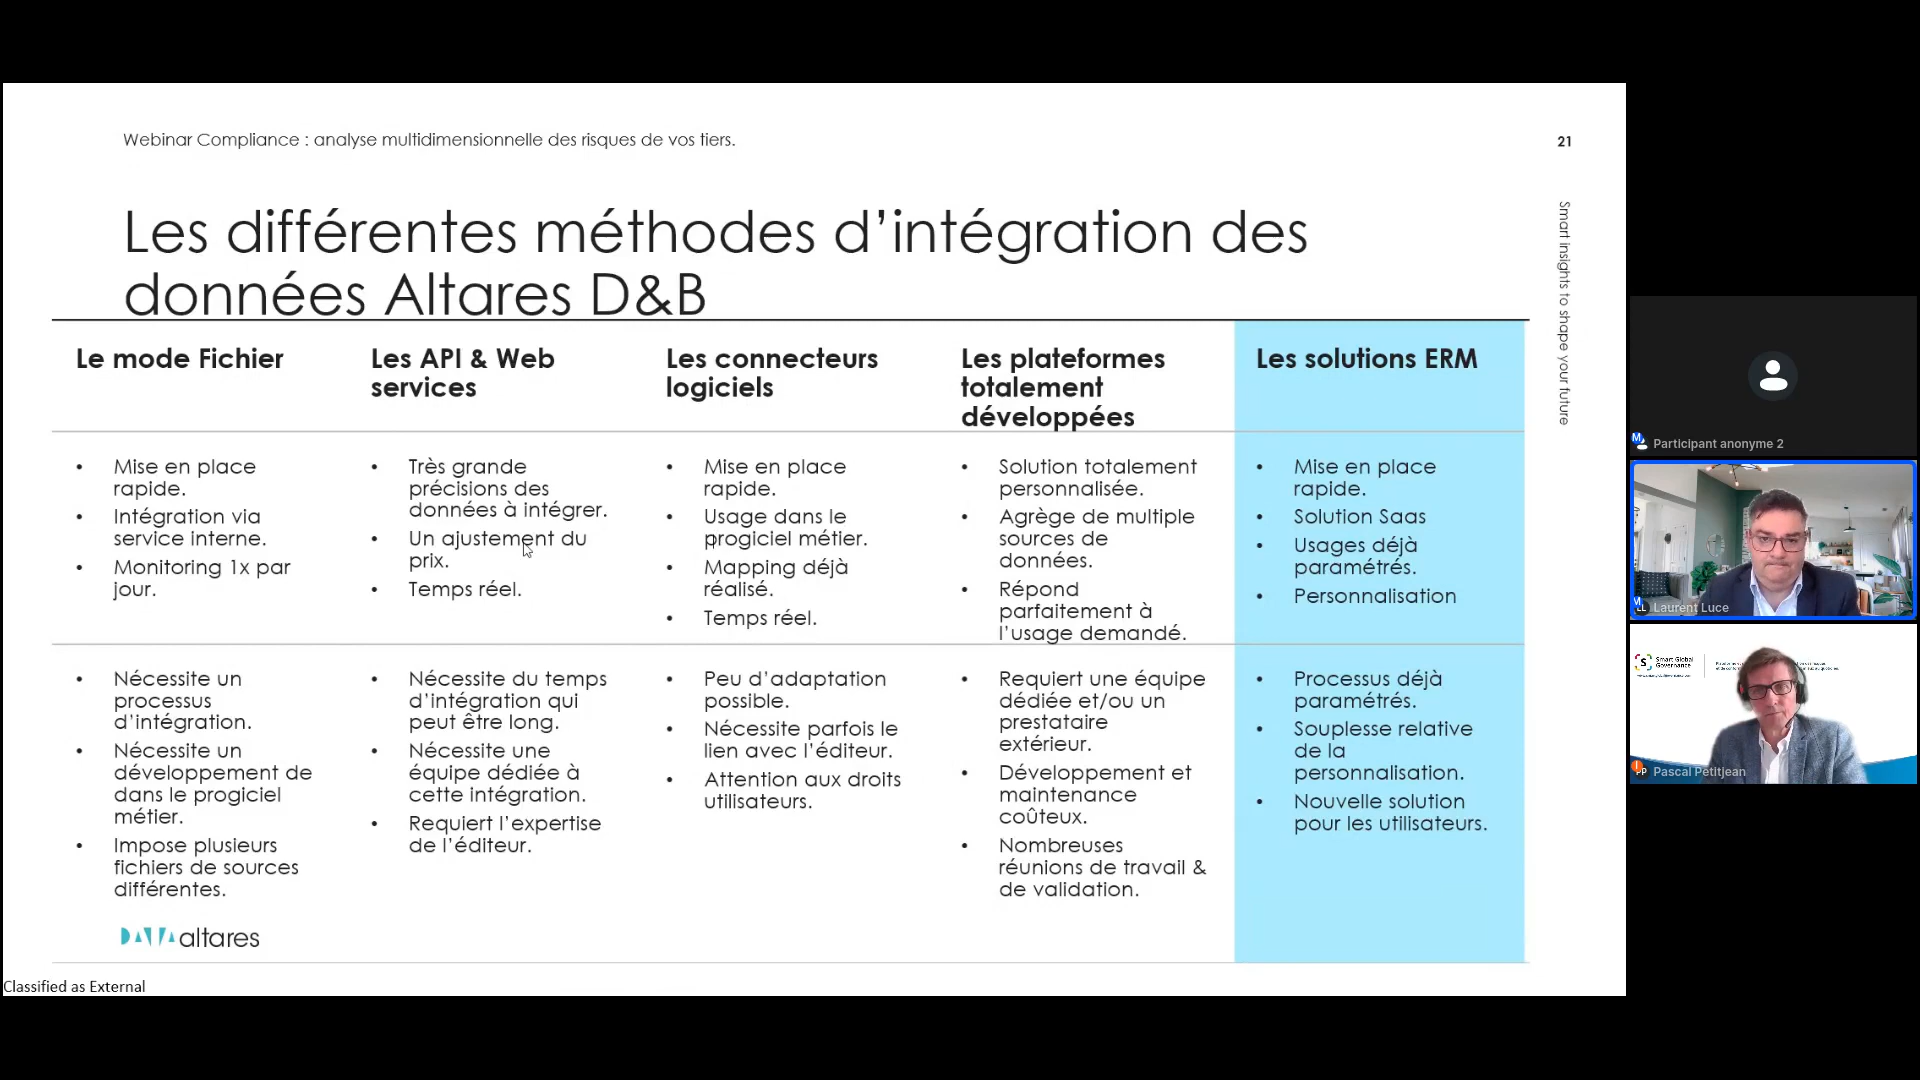 Webinar Compliance : analyse multidimensionnelle des risques de vos tiers.
21
Smart insights to shape your future
Les différentes méthodes d’intégration des
données Altares D&B
Le mode Fichier
Les API & Web
services
Les connecteurs
logiciels
Les plateformes
totalement
développées
Les solutions ERM
• Mise en place
rapide.
• Intégration via
service interne.
• Monitoring 1x par
jour.
• Très grande
précisions des
données à intégrer.
• Un ajustement du
prix.
• Temps réel.
• Mise en place
rapide.
• Usage dans le
progiciel métier.
• Mapping déjà
réalisé.
• Temps réel.
• Solution totalement
personnalisée.
• Agrège de multiple
sources de
données.
• Répond
parfaitement à
l’usage demandé.
• Mise en place
rapide.
• Solution Saas
• Usages déjà
paramétrés.
• Personnalisation
• Nécessite un
processus
d’intégration.
• Nécessite un
développement de
dans le progiciel
métier.
• Impose plusieurs
fichiers de sources
différentes.
• Nécessite du temps
d’intégration qui
peut être long.
• Nécessite une
équipe dédiée à
cette intégration.
• Requiert l’expertise
de l’éditeur.
• Peu d’adaptation
possible.
• Nécessite parfois le
lien avec l’éditeur.
• Attention aux droits
utilisateurs.
• Requiert une équipe
dédiée et/ou un
prestataire
extérieur.
• Développement et
maintenance
coûteux.
• Nombreuses
réunions de travail &
de validation.
• Processus déjà
paramétrés.
• Souplesse relative
de la
personnalisation.
• Nouvelle solution
pour les utilisateurs.
DATA altares
Classified as External
Participant anonyme 2
Laurent Luce
Smart Global
Governance
Pascal Petitjean